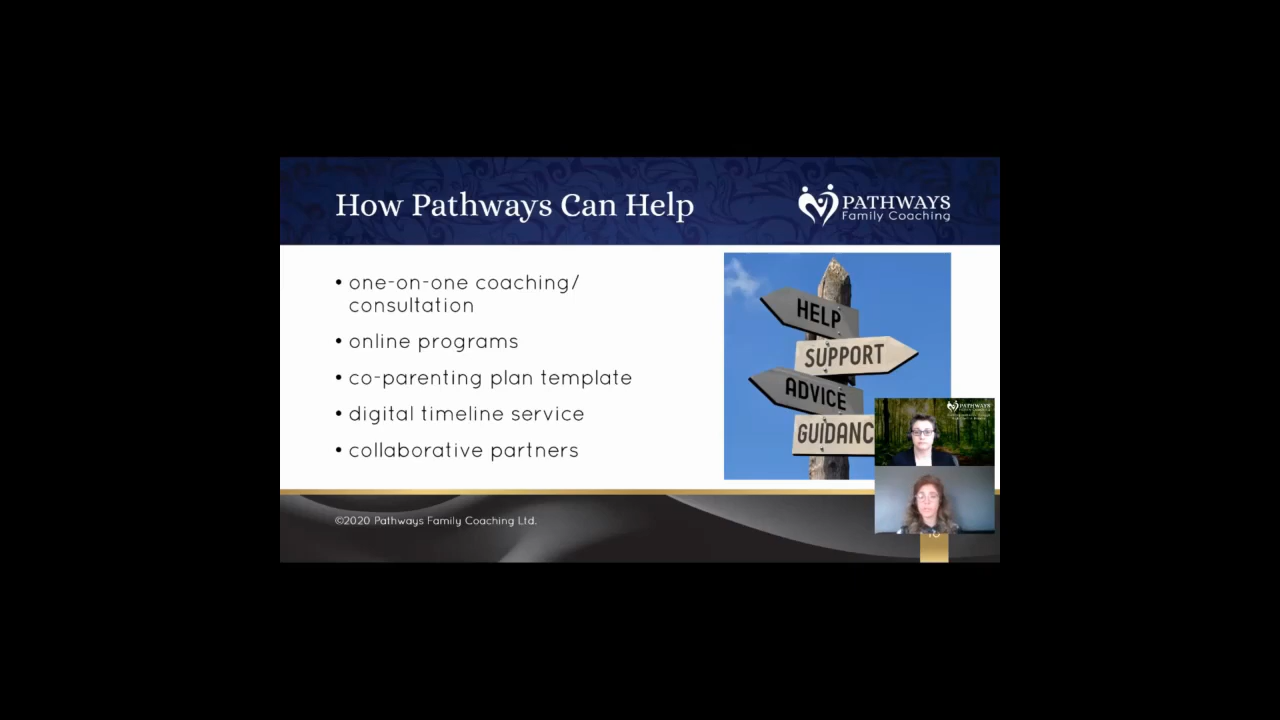 How Pathways Can Help
PATHWAYS
Family Coaching
• one-on-one coaching/
consultation
• online programs
• co-parenting plan template
• digital timeline service
• collaborative partners
HELP
SUPPORT
ADVICE
GUIDANC
PATHWAYS
©2020 Pathways Family Coaching Ltd.